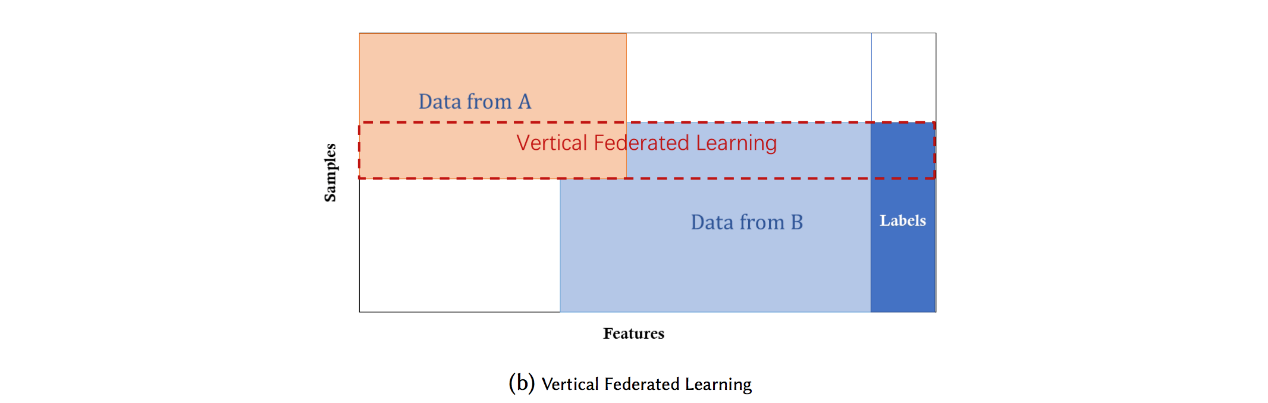 Data from A
Vertical Federated Learning
Samples
Data from B
Labels
Features
(b) Vertical Federated Learning